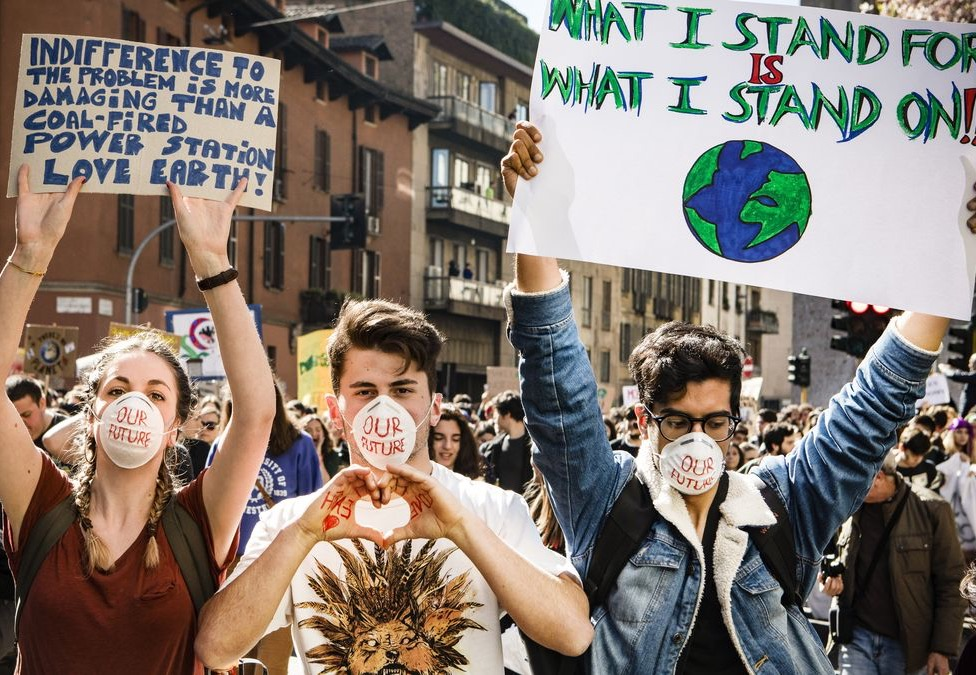 INDIFFERENCE TO
THE PROBLEM iS MORE
DAMAGiNG THAN A
COAL-FIRED
POWER STATiON
LOVE EARTH!
WHAT I STAND FOR
IS
WHAT I STAND ON!!
OUR
FUTURE
OUR
FUTURE
OUR
FUTURE